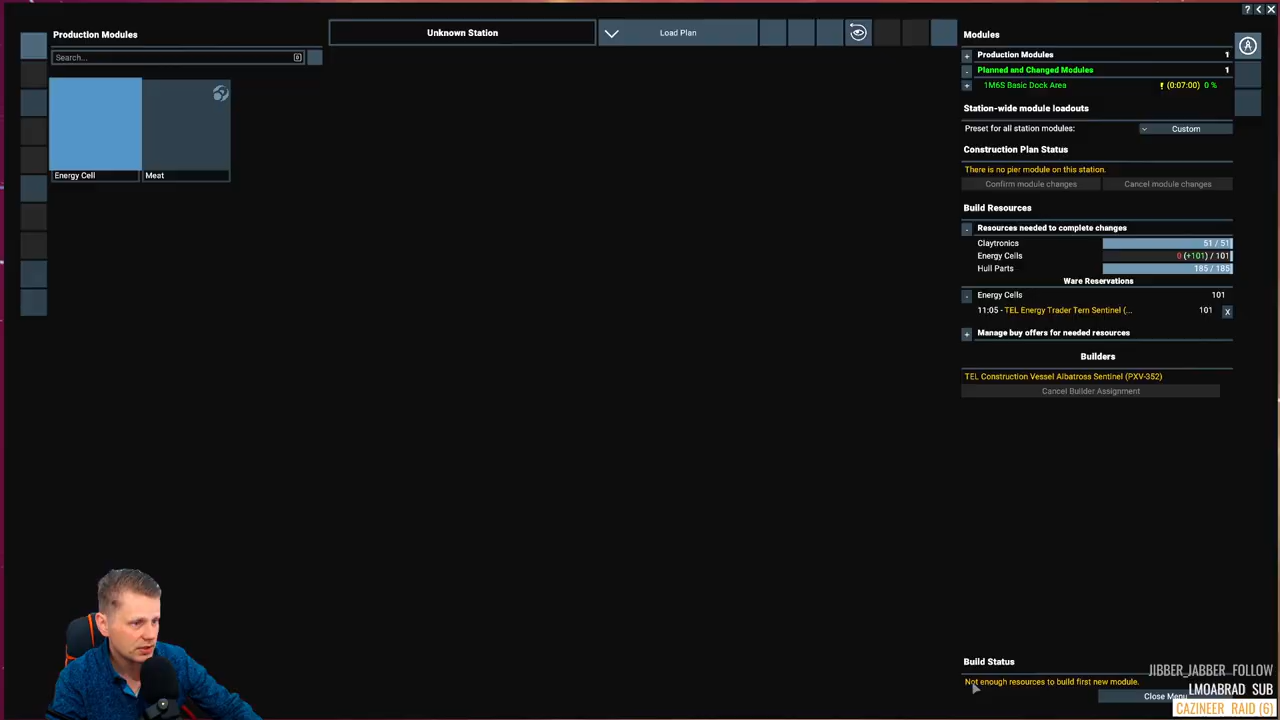 ? < X
Production Modules
Unknown Station
Load Plan
Modules
Search...
0
+ Production Modules 1
- Planned and Changed Modules 1
+ 1M6S Basic Dock Area ! (0:07:00) 0 %
Station-wide module loadouts
Preset for all station modules: Custom
Construction Plan Status
There is no pier module on this station.
Confirm module changes Cancel module changes
Energy Cell
Meat
Build Resources
- Resources needed to complete changes
Claytronics 51 / 51
Energy Cells 0 (+101) / 101
Hull Parts 185 / 185
Ware Reservations
- Energy Cells 101
11:05 - TEL Energy Trader Tern Sentinel (... 101 X
+ Manage buy offers for needed resources
Builders
TEL Construction Vessel Albatross Sentinel (PXV-352)
Cancel Builder Assignment
Build Status
Not enough resources to build first new module.
Close Menu
JIBBER_JABBER_FOLLOW
LMOABRAD SUB
CAZINEER RAID (6)